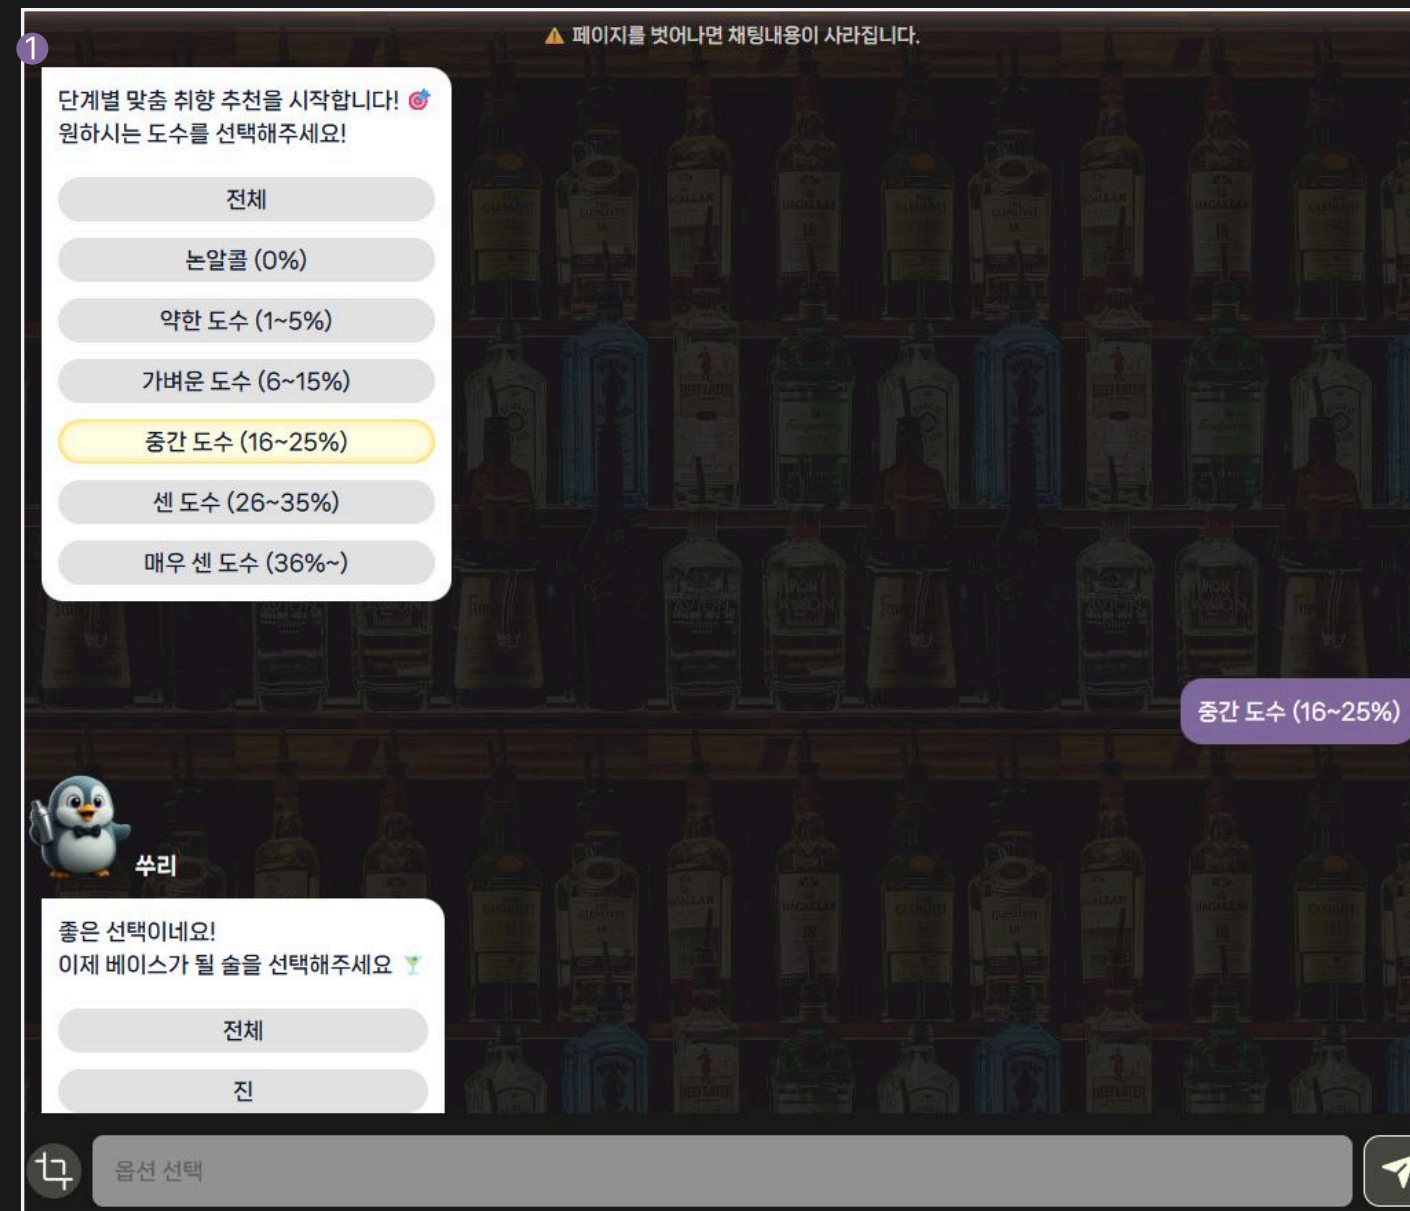 1
⚠ 페이지를 벗어나면 채팅내용이 사라집니다.
단계별 맞춤 취향 추천을 시작합니다! 🎯
원하시는 도수를 선택해주세요!
전체
논알콜 (0%)
약한 도수 (1~5%)
가벼운 도수 (6~15%)
중간 도수 (16~25%)
센 도수 (26~35%)
매우 센 도수 (36%~)
중간 도수 (16~25%)
쑤리
좋은 선택이네요!
이제 베이스가 될 술을 선택해주세요 🍸
전체
진
옵션 선택